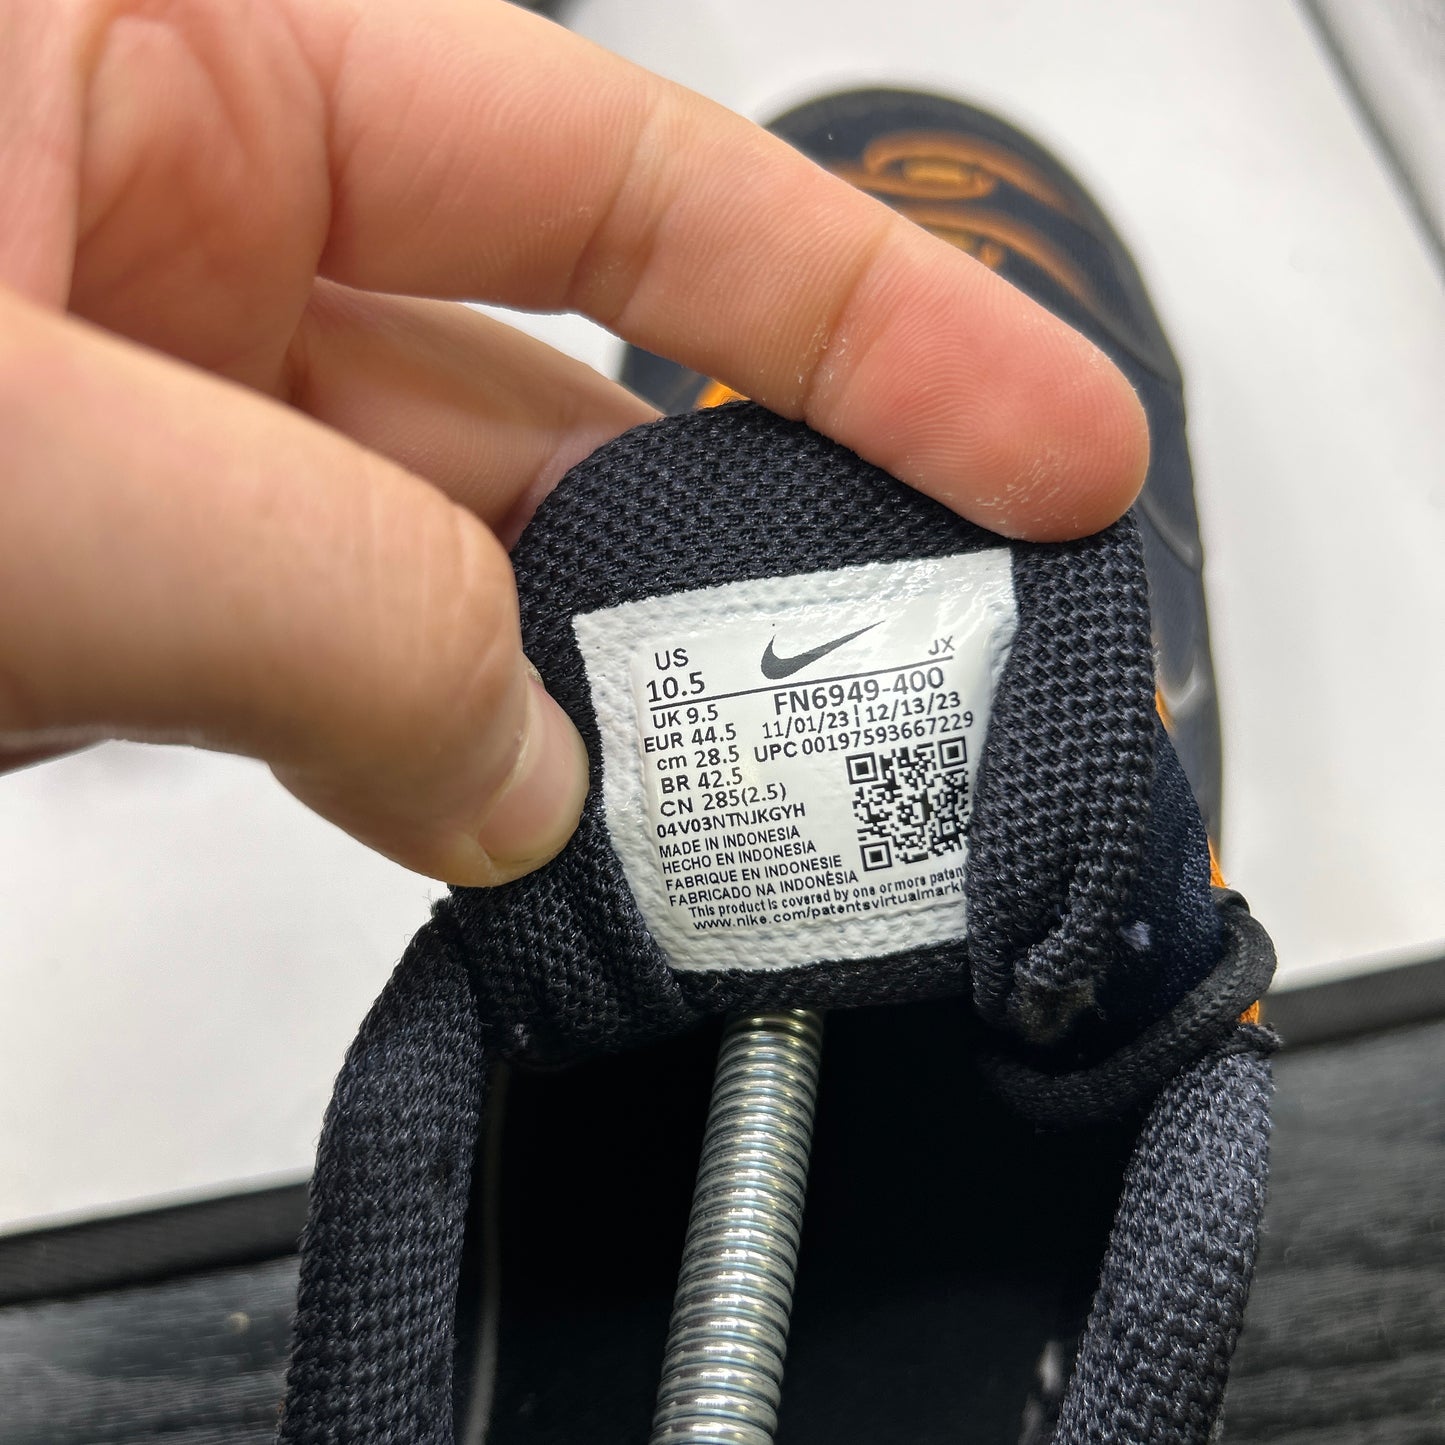 US
10.5
JX
FN6949-400
UK 9.5
11/01/23 | 12/13/23
EUR 44.5
UPC 00197593667229
cm 28.5
BR 42.5
CN 285(2.5)
04V03NTNJKGYH
MADE IN INDONESIA
HECHO EN INDONESIA
FABRIQUE EN INDONESIE
FABRICADO NA INDONÉSIA
This product is covered by one or more
www.nike.com/patentsvirtualmark